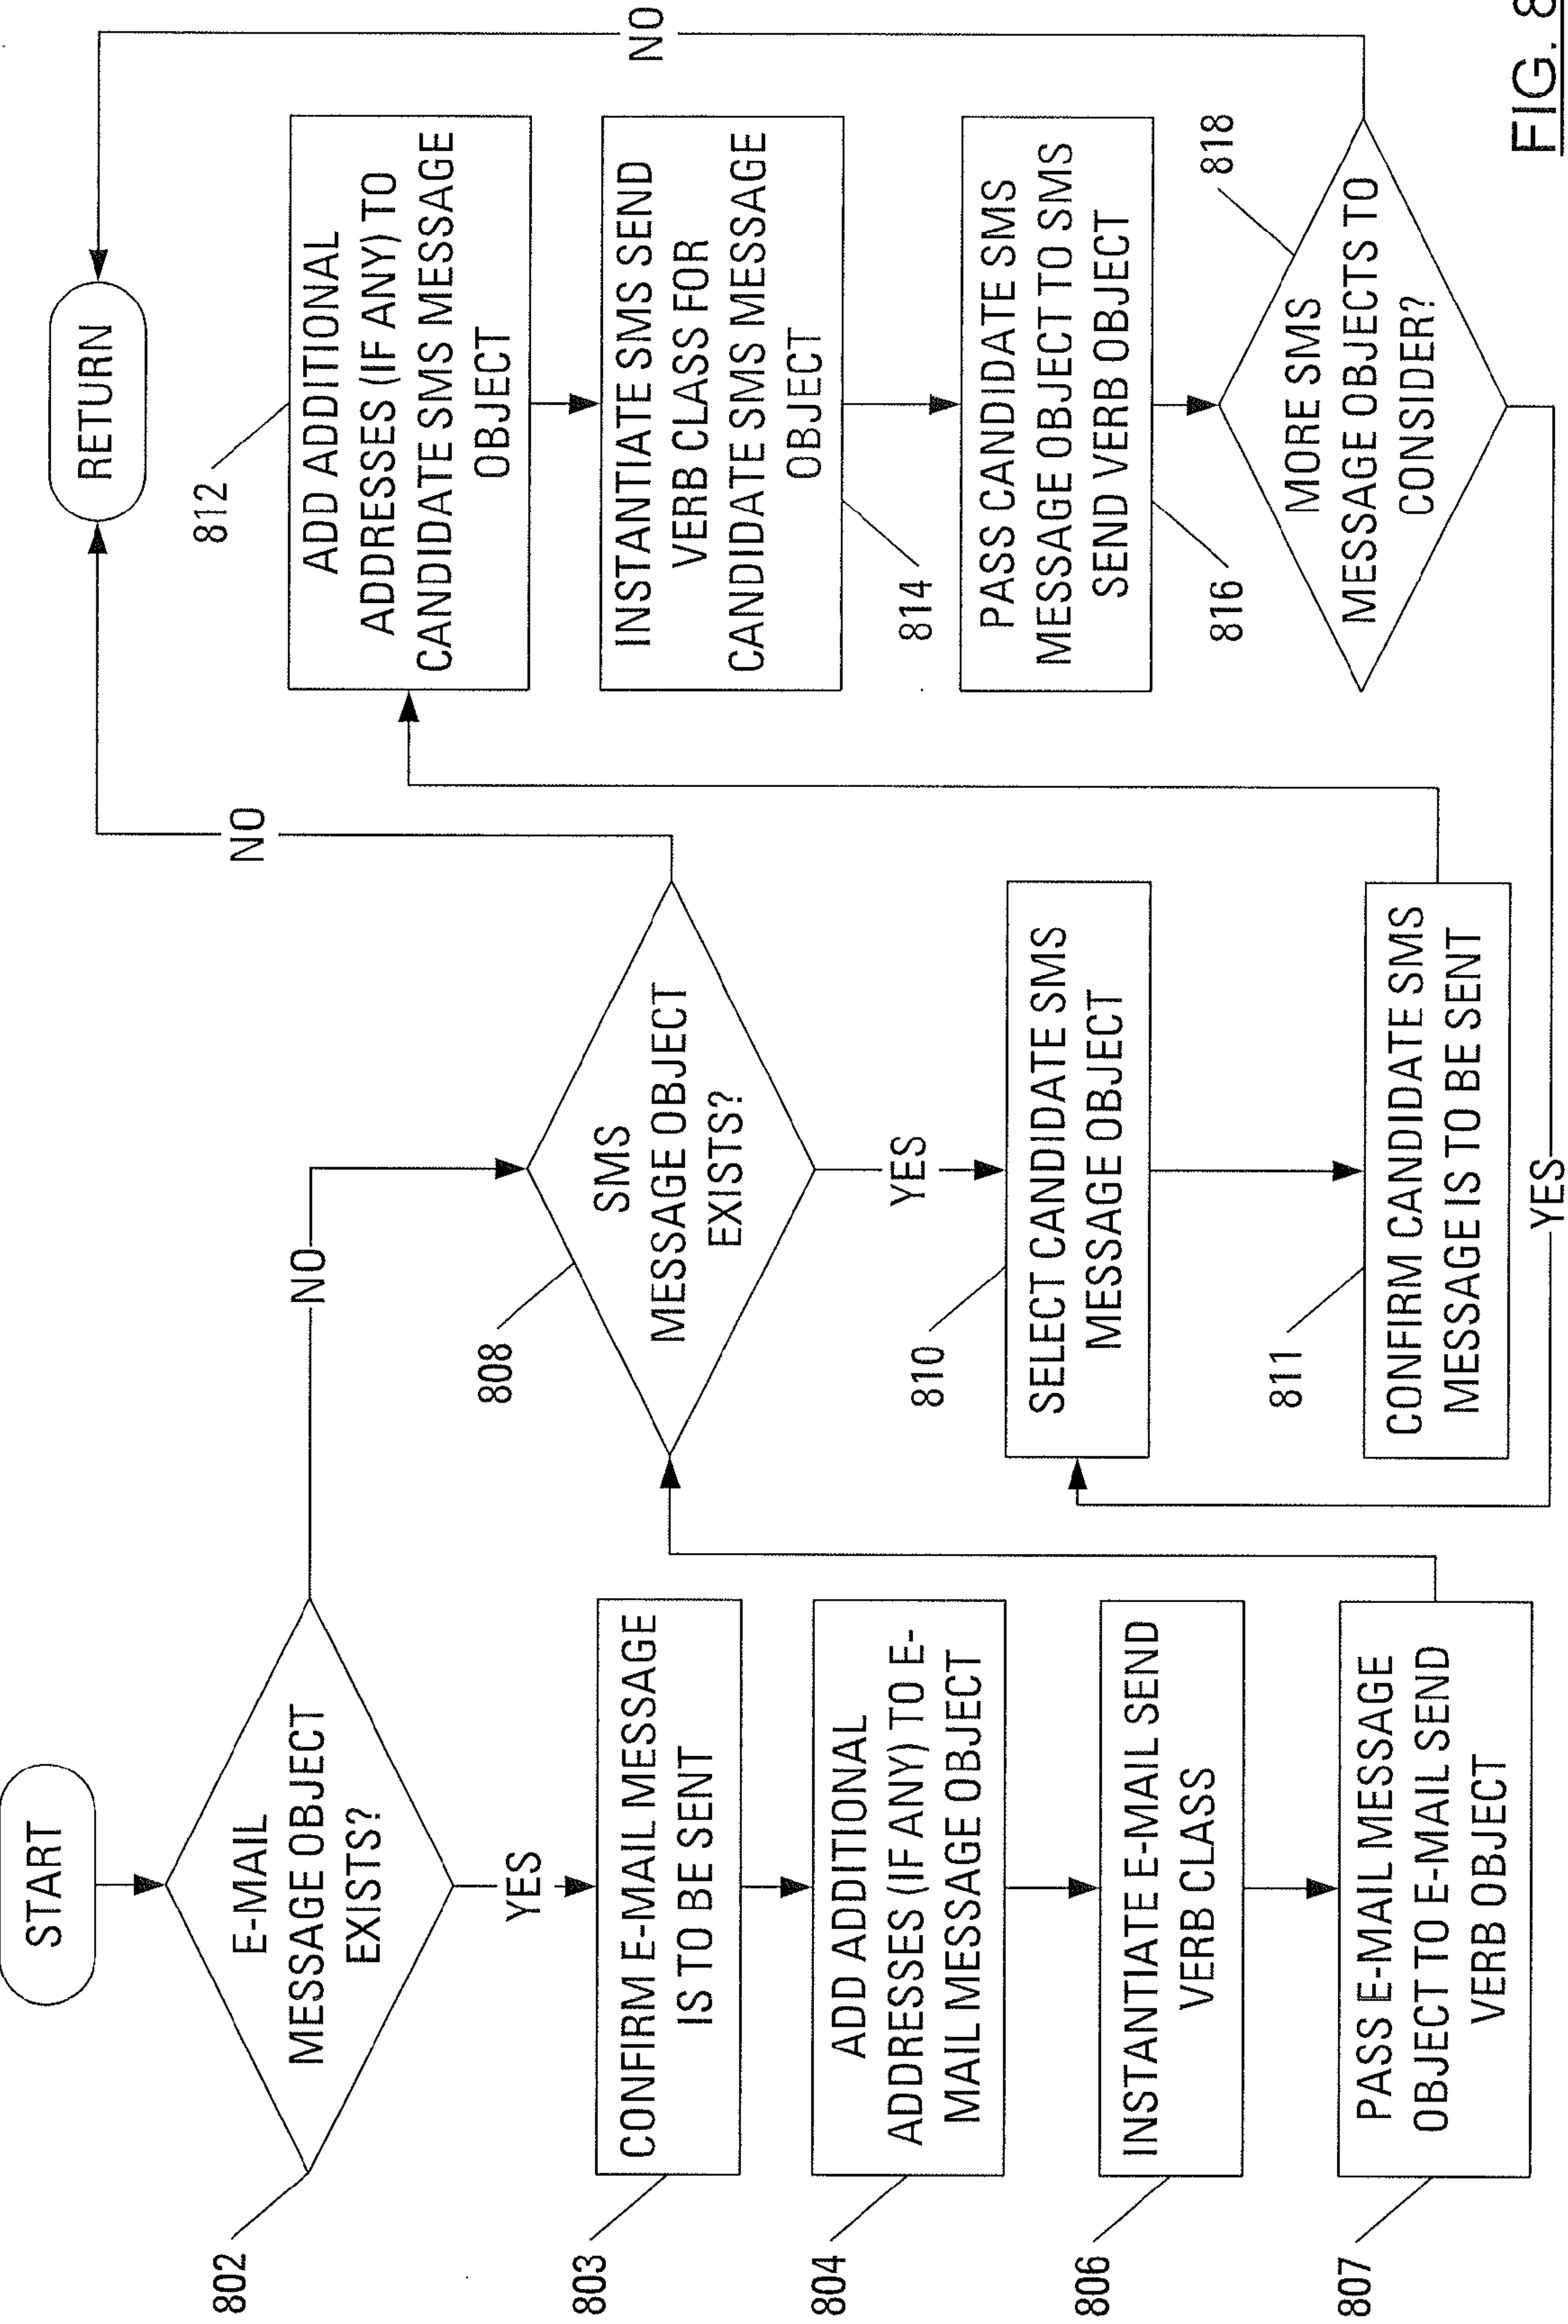 START
802
E-MAIL
MESSAGE OBJECT
EXISTS?
NO
YES
803
CONFIRM E-MAIL MESSAGE
IS TO BE SENT
804
ADD ADDITIONAL
ADDRESSES (IF ANY) TO E-
MAIL MESSAGE OBJECT
806
INSTANTIATE E-MAIL SEND
VERB CLASS
807
PASS E-MAIL MESSAGE
OBJECT TO E-MAIL SEND
VERB OBJECT
808
SMS
MESSAGE OBJECT
EXISTS?
NO
YES
810
SELECT CANDIDATE SMS
MESSAGE OBJECT
811
CONFIRM CANDIDATE SMS
MESSAGE IS TO BE SENT
YES
RETURN
812
ADD ADDITIONAL
ADDRESSES (IF ANY) TO
CANDIDATE SMS MESSAGE
OBJECT
INSTANTIATE SMS SEND
VERB CLASS FOR
CANDIDATE SMS MESSAGE
OBJECT
814
PASS CANDIDATE SMS
MESSAGE OBJECT TO SMS
SEND VERB OBJECT
816
818
MORE SMS
MESSAGE OBJECTS TO
CONSIDER?
NO
FIG. 8